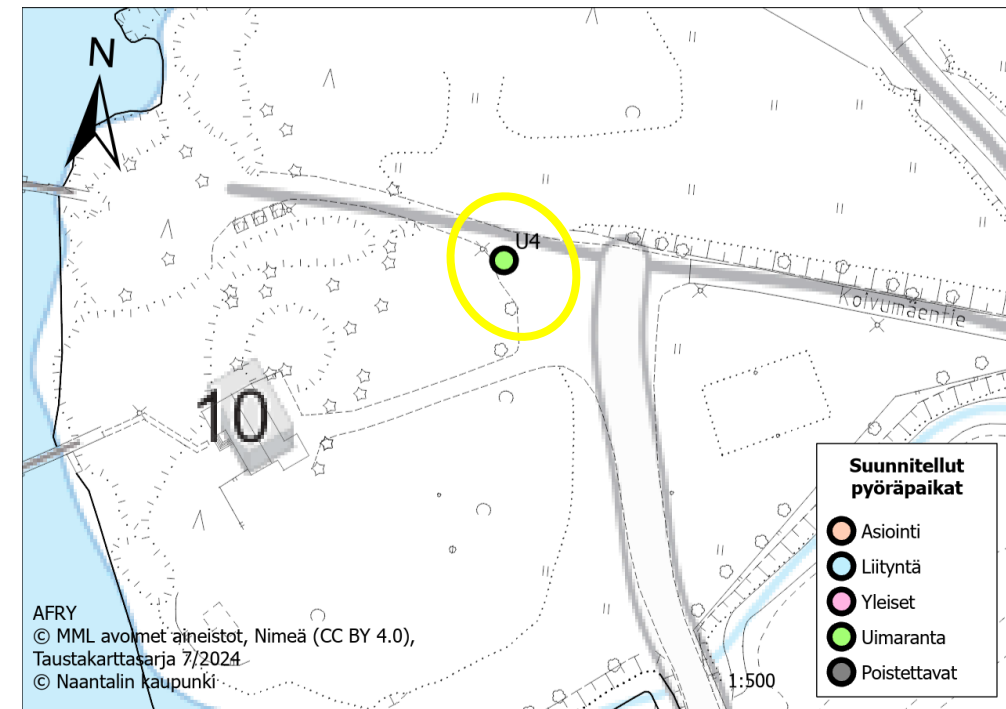 N
U4
Koivumäentie
10
Suunnitellut
pyöräpaikat
Asiointi
Liityntä
Yleiset
Uimaranta
Poistettavat
AFRY
© MML avoimet aineistot, Nimeä (CC BY 4.0),
Taustakarttasarja 7/2024
© Naantalin kaupunki
1:500